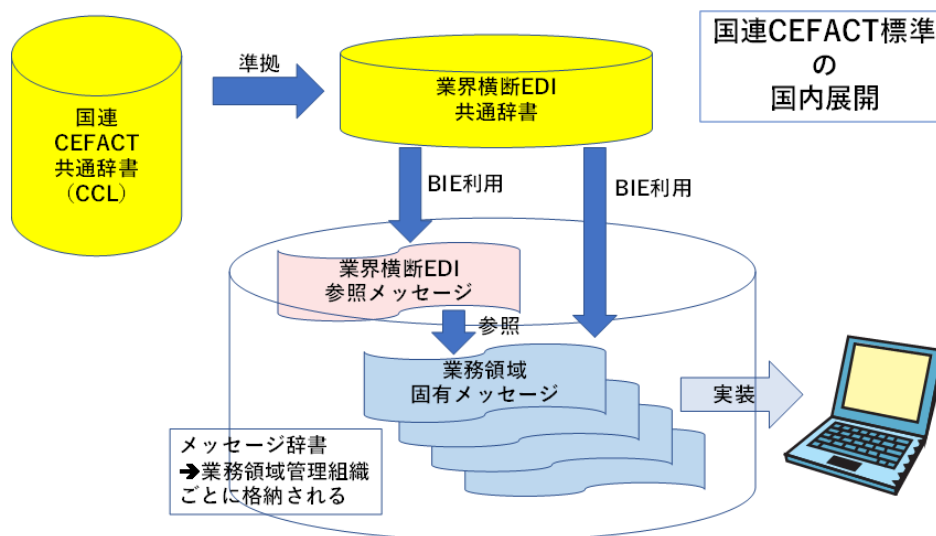 国連CEFACT標準
の
国内展開
準拠
業界横断EDI
共通辞書
国連
CEFACT
共通辞書
(CCL)
BIE利用
BIE利用
業界横断EDI
参照メッセージ
参照
業務領域
固有メッセージ
実装
メッセージ辞書
➔業務領域管理組織
ごとに格納される